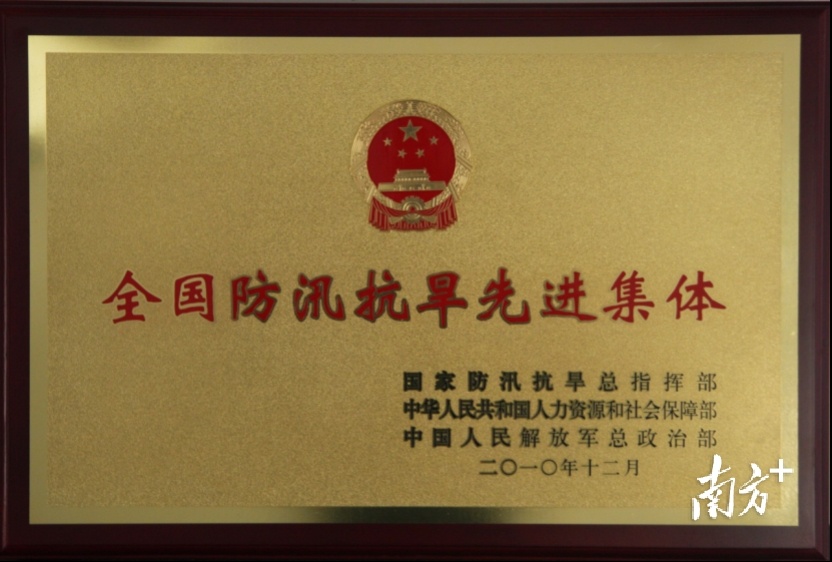 全国防汛抗旱先进集体
国家防汛抗旱总指挥部
中华人民共和国人力资源和社会保障部
中国人民解放军总政治部
二〇一〇年十二月
南方+